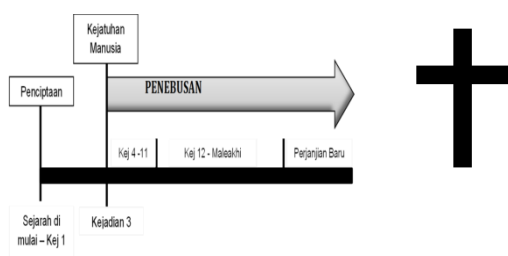 Kejatuhan
Manusia
Penciptaan
PENEBUSAN
Kej 4 -11
Kej 12 - Maleakhi
Perjanjian Baru
Sejarah di
mulai – Kej 1
Kejadian 3